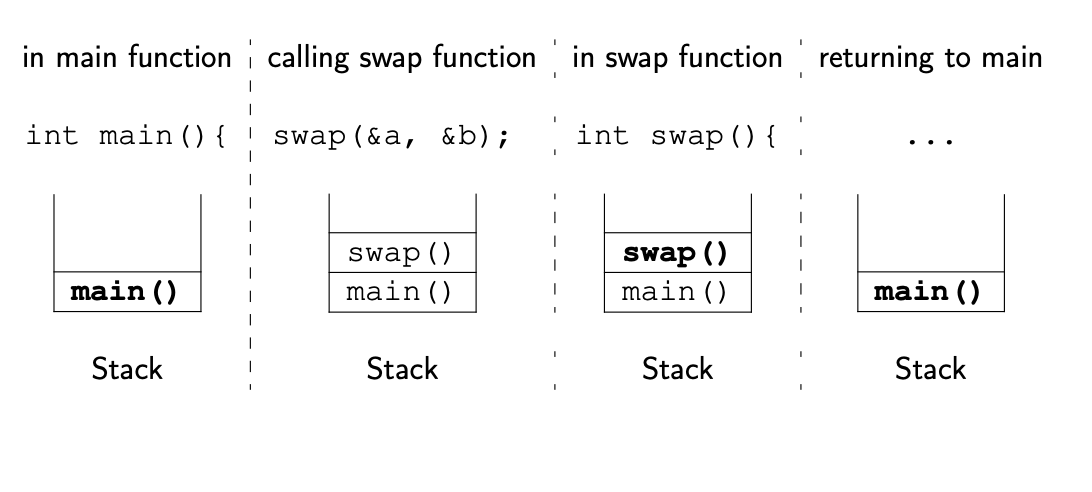 in main function
int main(){
main()
Stack
calling swap function
swap(&a, &b);
swap()
main()
Stack
in swap function
int swap(){
swap()
main()
Stack
returning to main
...
main()
Stack